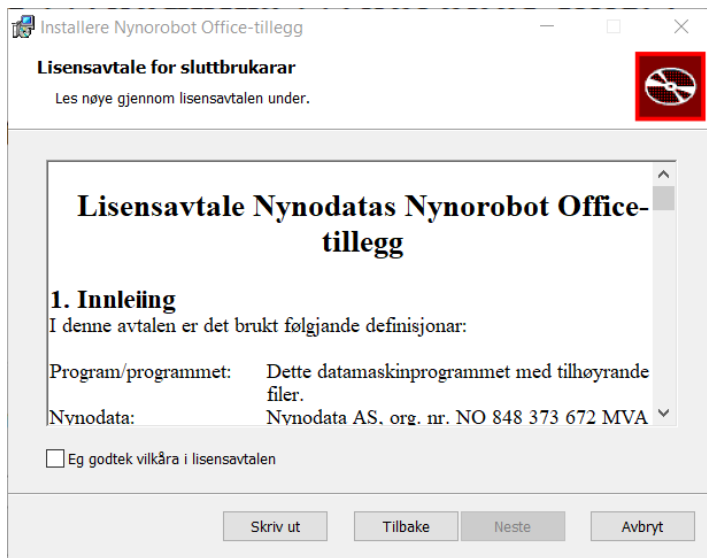 Installere Nynorobot Office-tillegg
Lisensavtale for sluttbrukarar
Les nøye gjennom lisensavtalen under.
Lisensavtale Nynodatas Nynorobot Office-
tillegg
1. Innleiing
I denne avtalen er det brukt følgjande definisjonar:
Program/programmet: Dette datamaskinprogrammet med tilhøyrande
filer.
Nynodata: Nynodata AS, org. nr. NO 848 373 672 MVA
Eg godtek vilkåra i lisensavtalen
Skriv ut Tilbake Neste Avbryt